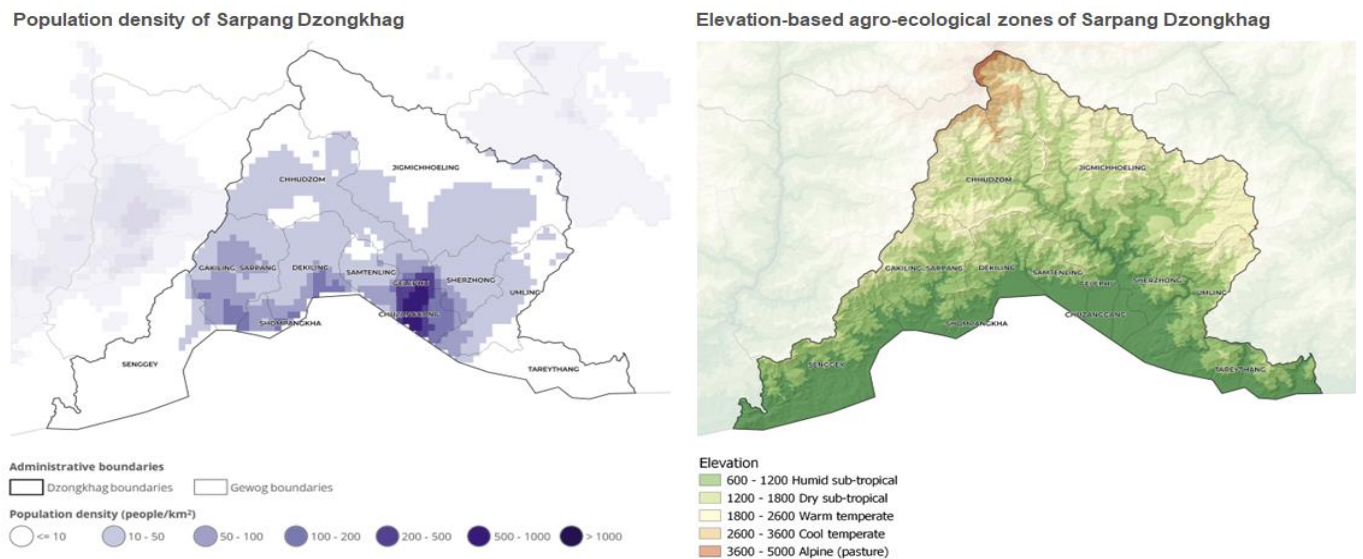 Population density of Sarpang Dzongkhag
JIGMICHHOELING
CHHUDZOM
GAKILING
SARPANG
DEKILING
SAMTENLING
GELEPHU
SHERZHONG
UMLING
CHUZANGGANG
SHOMPANGKHA
SENGGEY
TAREYTHANG
Administrative boundaries
Dzongkhag boundaries
Gewog boundaries
Population density (people/km²)
<= 10
10 - 50
50 - 100
100 - 200
200 - 500
500 - 1000
> 1000
Elevation-based agro-ecological zones of Sarpang Dzongkhag
JIGMICHHOELING
CHHUDZOM
GAKILING
SARPANG
DEKILING
SAMTENLING
GELEPHU
SHERZHONG
UMLING
CHUZANGGANG
SHOMPANGKHA
SENGGEY
TAREYTHANG
Elevation
600 - 1200 Humid sub-tropical
1200 - 1800 Dry sub-tropical
1800 - 2600 Warm temperate
2600 - 3600 Cool temperate
3600 - 5000 Alpine (pasture)